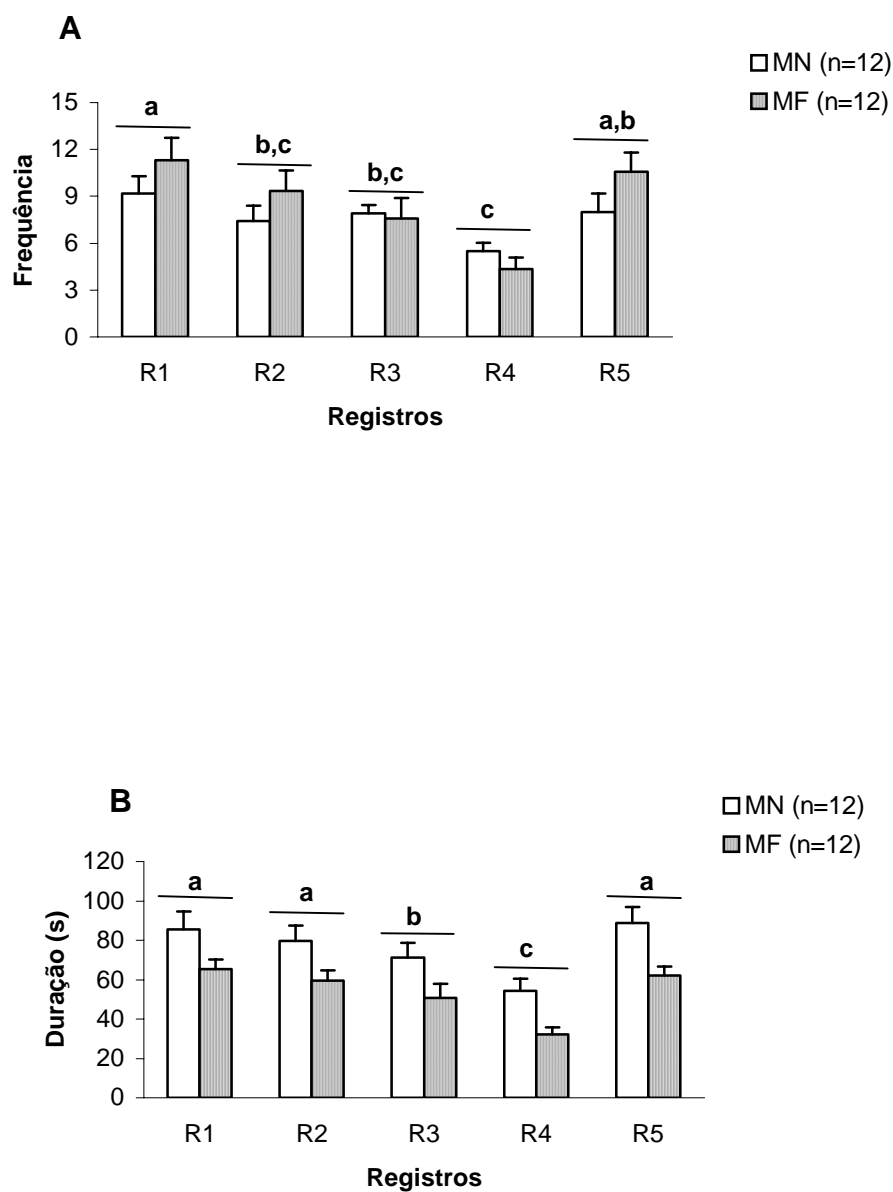 A
MN (n=12)
MF (n=12)
15
12
9
6
3
0
Frequência
a
b,c
b,c
c
a,b
R1 R2 R3 R4 R5
Registros
B
MN (n=12)
MF (n=12)
120
100
80
60
40
20
0
Duração (s)
a
a
b
c
a
R1 R2 R3 R4 R5
Registros